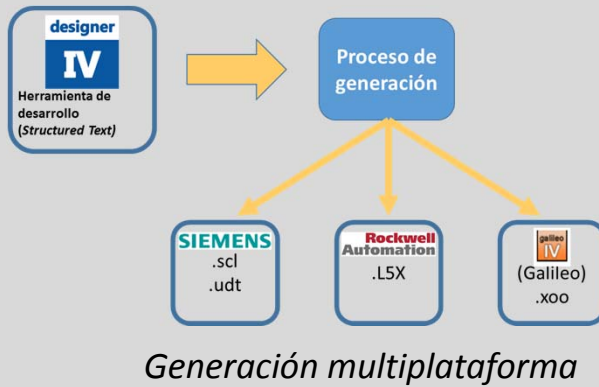 designer
IV
Herramienta de
desarrollo
(Structured Text)
Proceso de
generación
SIEMENS
.scl
.udt
Rockwell
Automation
.L5X
galileo
IV
(Galileo)
.xoo
Generación multiplataforma